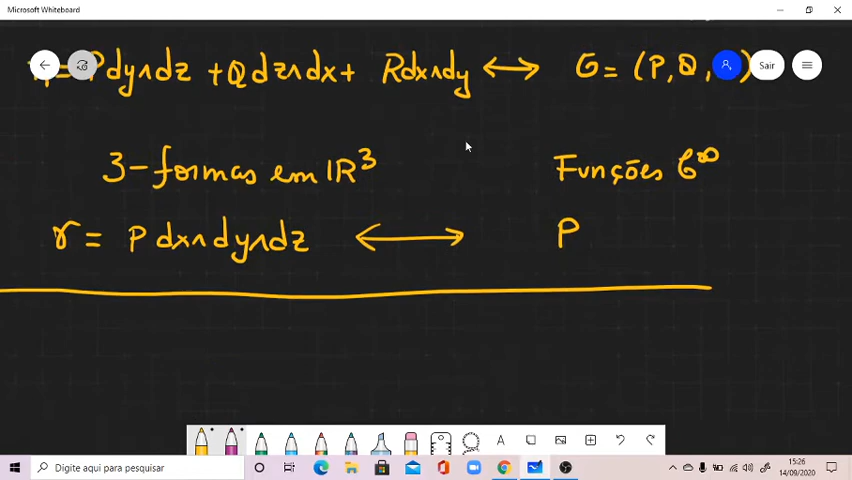 Microsoft Whiteboard
= Pdy∧dz + Q dz∧dx + R dx∧dy ↔ G = (P, Q, )
Sair
3-formas em ℝ³ Funções C^∞
γ = P dx∧dy∧dz ↔ P
A
Digite aqui para pesquisar
15:26
14/09/2020